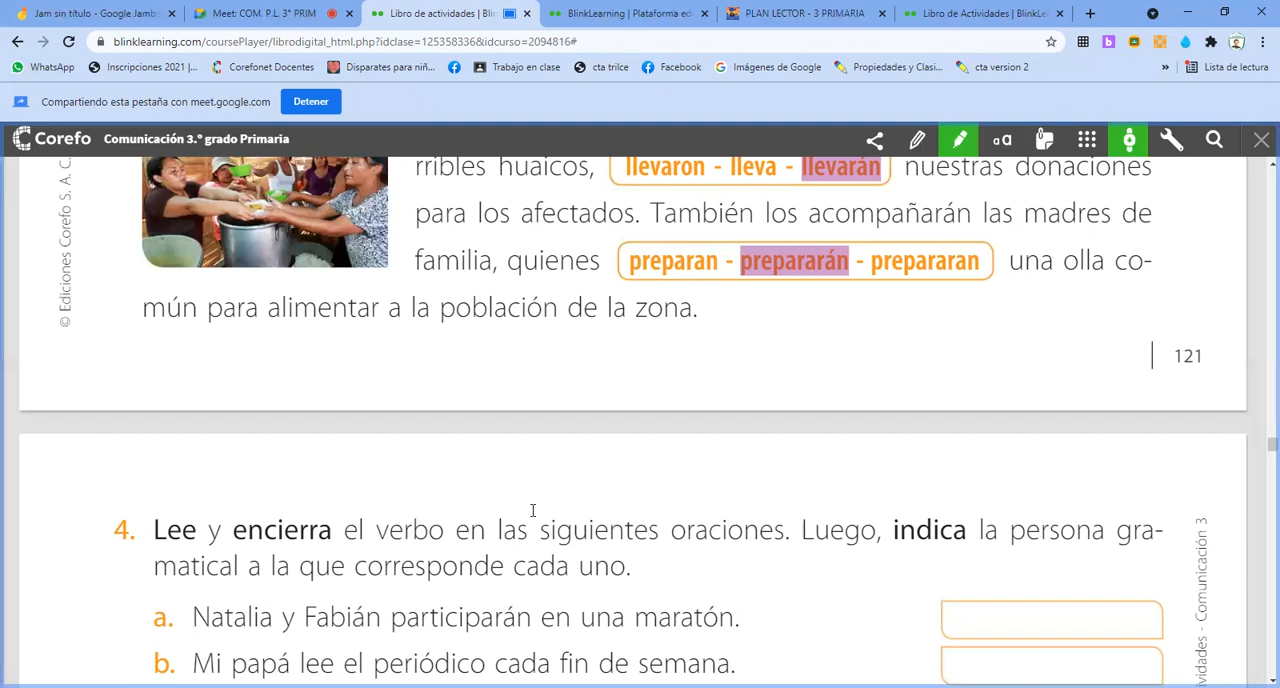 Jam sin título - Google Jambo
Meet: COM. P.L. 3° PRIM
Libro de actividades | Blin
BlinkLearning | Plataforma ed
PLAN LECTOR - 3 PRIMARIA
Libro de Actividades | BlinkLe
blinklearning.com/coursePlayer/librodigital_html.php?idclase=125358336&idcurso=2094816#
WhatsApp
Inscripciones 2021 |...
Corefonet Docentes
Disparates para niñ...
Trabajo en clase
cta trilce
Facebook
Imágenes de Google
Propiedades y Clasi...
cta version 2
»
Lista de lectura
Compartiendo esta pestaña con meet.google.com
Detener
Corefo
Comunicación 3.º grado Primaria
aa
© Ediciones Corefo S. A. C.
rribles huaicos, llevaron - lleva - llevarán nuestras donaciones
para los afectados. También los acompañarán las madres de
familia, quienes preparan - prepararán - prepararan una olla co-
mún para alimentar a la población de la zona.
121
4. Lee y encierra el verbo en las siguientes oraciones. Luego, indica la persona gra-
matical a la que corresponde cada uno.
a. Natalia y Fabián participarán en una maratón.
b. Mi papá lee el periódico cada fin de semana.
vidades - Comunicación 3